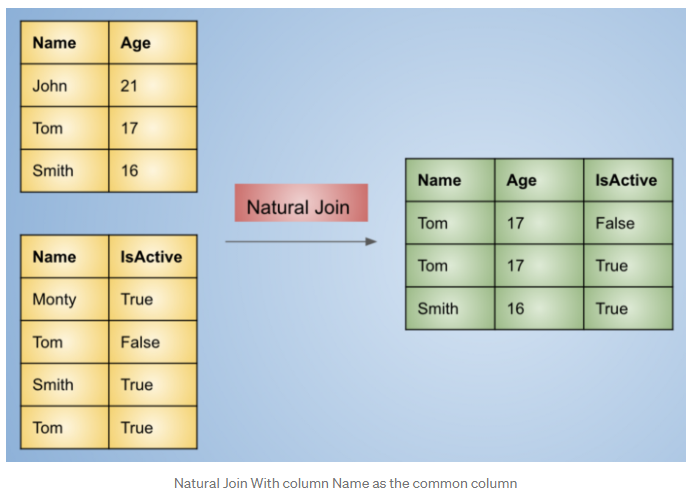 Name Age
John 21
Tom 17
Smith 16
Natural Join
Name IsActive
Monty True
Tom False
Smith True
Tom True
Name Age IsActive
Tom 17 False
Tom 17 True
Smith 16 True
Natural Join With column Name as the common column